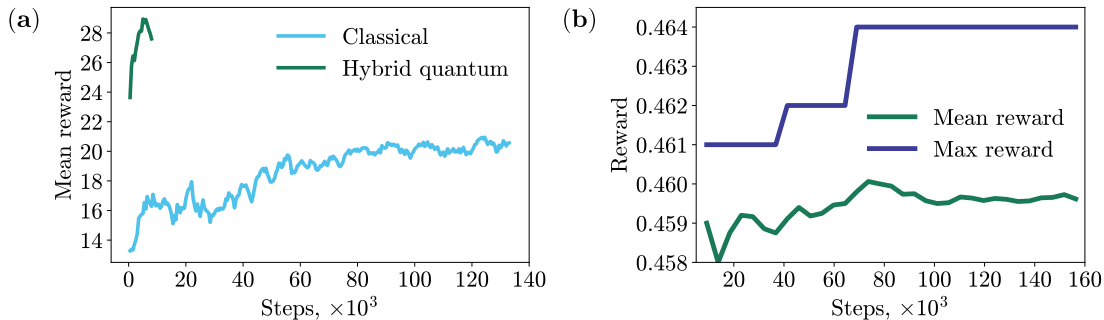 (a)
Mean reward
28
26
24
22
20
18
16
14
Classical
Hybrid quantum
0 20 40 60 80 100 120 140
Steps, ×10³
(b)
Reward
0.464
0.463
0.462
0.461
0.460
0.459
0.458
Mean reward
Max reward
20 40 60 80 100 120 140 160
Steps, ×10³